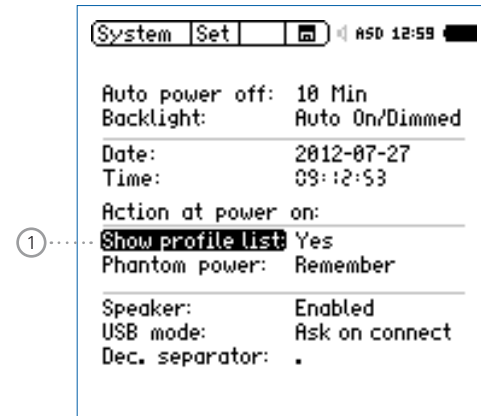 System Set ASD 12:59
Auto power off: 10 Min
Backlight: Auto On/Dimmed
Date: 2012-07-27
Time: 09:12:53
Action at power on:
1 Show profile list: Yes
Phantom power: Remember
Speaker: Enabled
USB mode: Ask on connect
Dec. separator: .